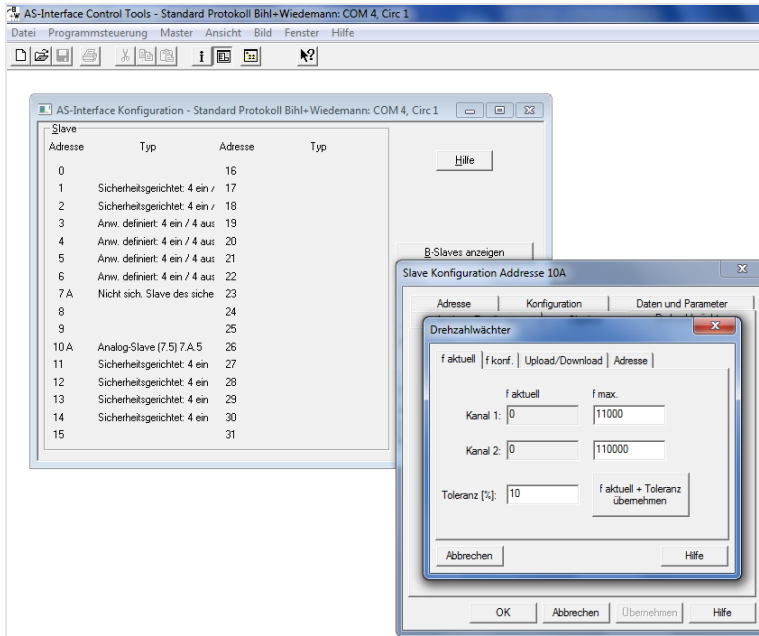 AS-Interface Control Tools - Standard Protokoll Bihl+Wiedemann: COM 4, Circ 1
Datei Programmsteuerung Master Ansicht Bild Fenster Hilfe
AS-Interface Konfiguration - Standard Protokoll Bihl+Wiedemann: COM 4, Circ 1
Slave
Adresse Typ Adresse Typ
0 16
1 Sicherheitsgerichtet: 4 ein / 17
2 Sicherheitsgerichtet: 4 ein / 18
3 Anw. definiert: 4 ein / 4 aus 19
4 Anw. definiert: 4 ein / 4 aus 20
5 Anw. definiert: 4 ein / 4 aus 21
6 Anw. definiert: 4 ein / 4 aus 22
7 A Nicht sich. Slave des siche 23
8 24
9 25
10 A Analog-Slave (7.5) 7.A.5 26
11 Sicherheitsgerichtet: 4 ein 27
12 Sicherheitsgerichtet: 4 ein 28
13 Sicherheitsgerichtet: 4 ein 29
14 Sicherheitsgerichtet: 4 ein 30
15 31
Hilfe
B-Slaves anzeigen
Slave Konfiguration Addresse 10A
Adresse Konfiguration Daten und Parameter
Drehzahlwächter
f aktuell f konf. Upload/Download Adresse
f aktuell f max.
Kanal 1: 0 11000
Kanal 2: 0 110000
Toleranz [%]: 10 f aktuell + Toleranz
übernehmen
Abbrechen Hilfe
OK Abbrechen Übernehmen Hilfe